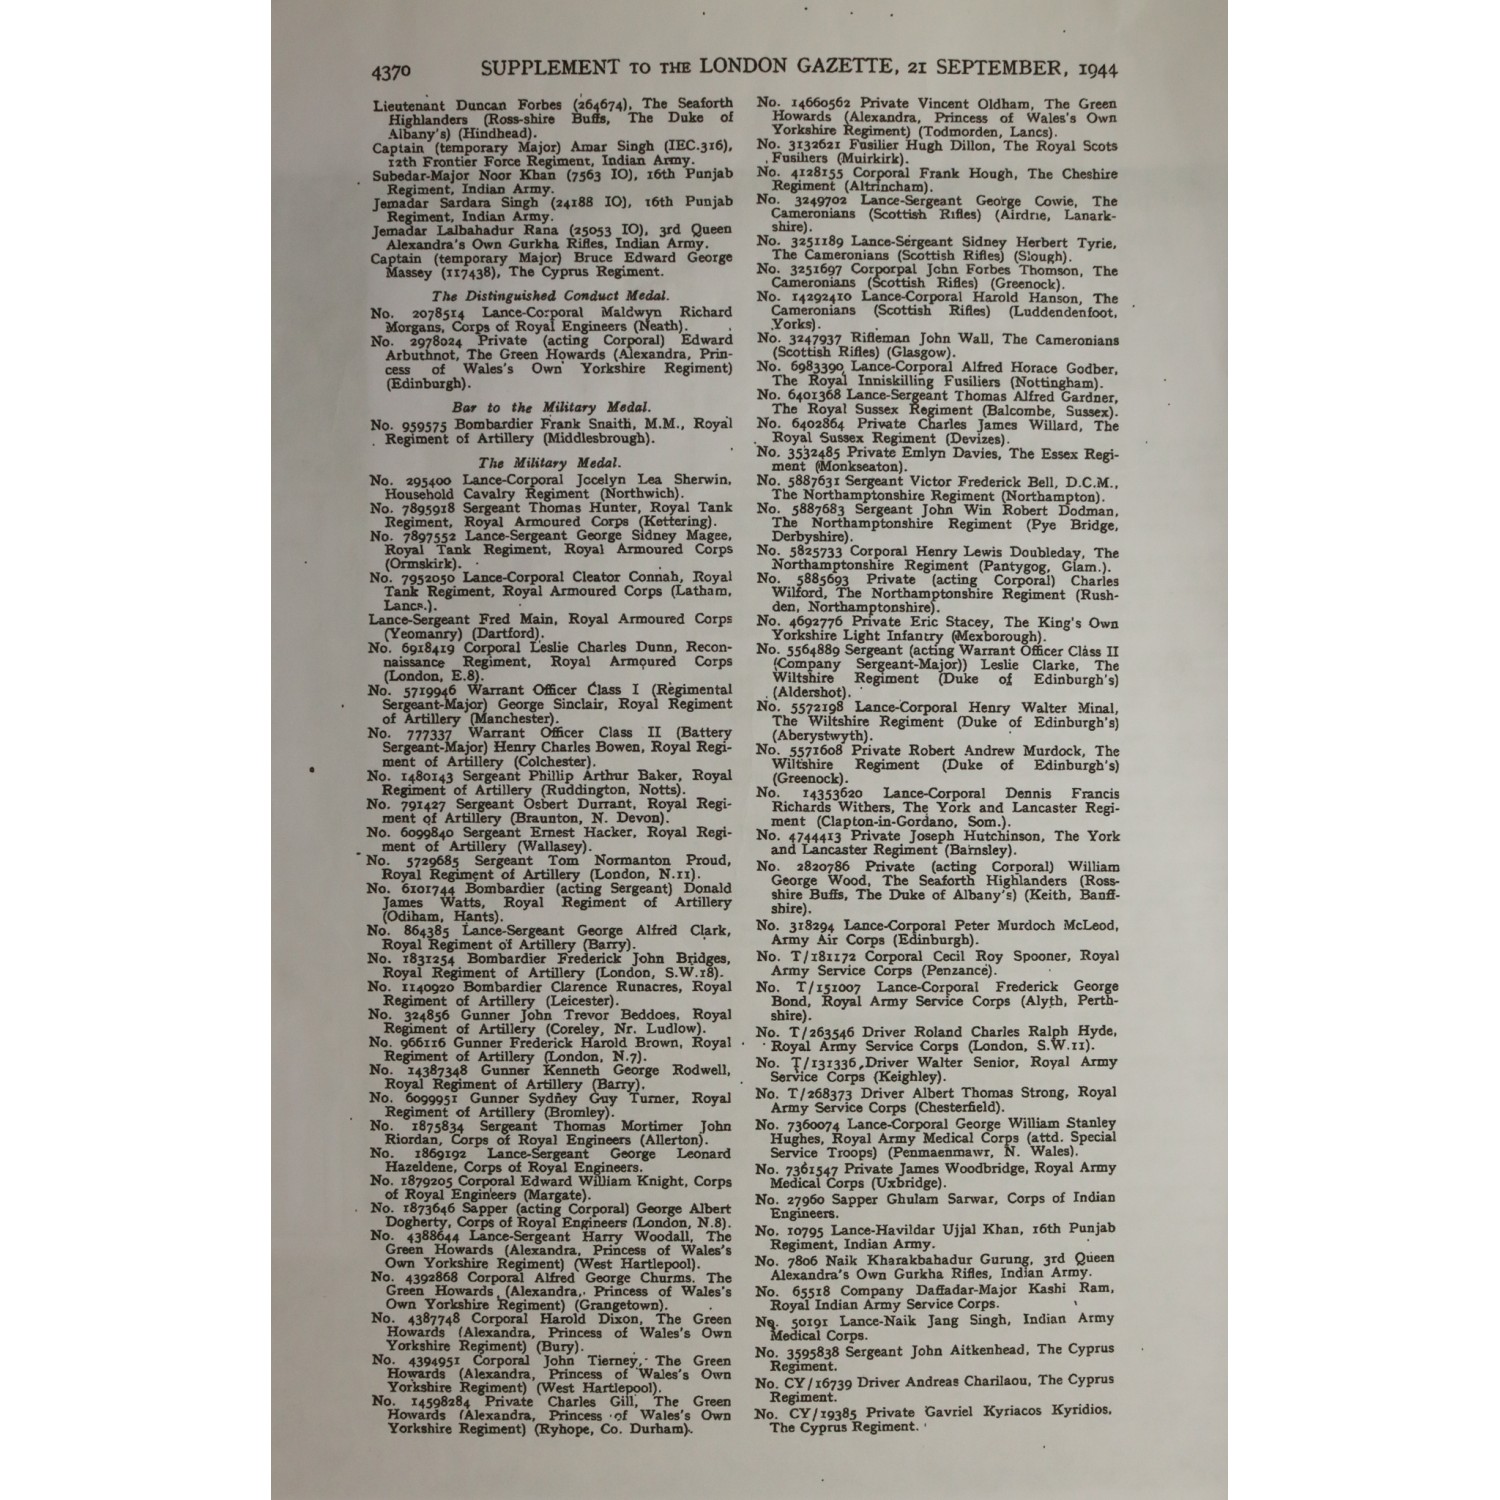 4370 SUPPLEMENT TO THE LONDON GAZETTE, 21 SEPTEMBER, 1944
Lieutenant Duncan Forbes (264674), The Seaforth
Highlanders (Ross-shire Buffs, The Duke of
Albany's) (Hindhead).
Captain (temporary Major) Amar Singh (IEC.316),
12th Frontier Force Regiment, Indian Army.
Subedar-Major Noor Khan (7563 IO), 16th Punjab
Regiment, Indian Army.
Jemadar Sardara Singh (24188 IO), 16th Punjab
Regiment, Indian Army.
Jemadar Lalbahadur Rana (25053 IO), 3rd Queen
Alexandra's Own Gurkha Rifles, Indian Army.
Captain (temporary Major) Bruce Edward George
Massey (117438), The Cyprus Regiment.
The Distinguished Conduct Medal.
No. 2078514 Lance-Corporal Maldwyn Richard
Morgans, Corps of Royal Engineers (Neath).
No. 2978024 Private (acting Corporal) Edward
Arbuthnot, The Green Howards (Alexandra, Prin-
cess of Wales's Own Yorkshire Regiment)
(Edinburgh).
Bar to the Military Medal.
No. 959575 Bombardier Frank Snaith, M.M., Royal
Regiment of Artillery (Middlesbrough).
The Military Medal.
No. 295400 Lance-Corporal Jocelyn Lea Sherwin,
Household Cavalry Regiment (Northwich).
No. 7895918 Sergeant Thomas Hunter, Royal Tank
Regiment, Royal Armoured Corps (Kettering).
No. 7897552 Lance-Sergeant George Sidney Magee,
Royal Tank Regiment, Royal Armoured Corps
(Ormskirk).
No. 7952050 Lance-Corporal Cleator Connah, Royal
Tank Regiment, Royal Armoured Corps (Latham,
Lancs.).
Lance-Sergeant Fred Main, Royal Armoured Corps
(Yeomanry) (Dartford).
No. 6918419 Corporal Leslie Charles Dunn, Recon-
naissance Regiment, Royal Armoured Corps
(London, E.8).
No. 5719946 Warrant Officer Class I (Regimental
Sergeant-Major) George Sinclair, Royal Regiment
of Artillery (Manchester).
No. 777337 Warrant Officer Class II (Battery
Sergeant-Major) Henry Charles Bowen, Royal Regi-
ment of Artillery (Colchester).
No. 1480143 Sergeant Phillip Arthur Baker, Royal
Regiment of Artillery (Ruddington, Notts).
No. 791427 Sergeant Osbert Durrant, Royal Regi-
ment of Artillery (Braunton, N. Devon).
No. 6099840 Sergeant Ernest Hacker, Royal Regi-
ment of Artillery (Wallasey).
No. 5729685 Sergeant Tom Normanton Proud,
Royal Regiment of Artillery (London, N.11).
No. 6101744 Bombardier (acting Sergeant) Donald
James Watts, Royal Regiment of Artillery
(Odiham, Hants).
No. 864385 Lance-Sergeant George Alfred Clark,
Royal Regiment of Artillery (Barry).
No. 1831254 Bombardier Frederick John Bridges,
Royal Regiment of Artillery (London, S.W.18).
No. 1140920 Bombardier Clarence Runacres, Royal
Regiment of Artillery (Leicester).
No. 324856 Gunner John Trevor Beddoes, Royal
Regiment of Artillery (Coreley, Nr. Ludlow).
No. 966116 Gunner Frederick Harold Brown, Royal
Regiment of Artillery (London, N.7).
No. 14387348 Gunner Kenneth George Rodwell,
Royal Regiment of Artillery (Barry).
No. 6099951 Gunner Sydney Guy Turner, Royal
Regiment of Artillery (Bromley).
No. 1875834 Sergeant Thomas Mortimer John
Riordan, Corps of Royal Engineers (Allerton).
No. 1869192 Lance-Sergeant George Leonard
Hazeldene, Corps of Royal Engineers.
No. 1879205 Corporal Edward William Knight, Corps
of Royal Engineers (Margate).
No. 1873646 Sapper (acting Corporal) George Albert
Dogherty, Corps of Royal Engineers (London, N.8).
No. 4388644 Lance-Sergeant Harry Woodall, The
Green Howards (Alexandra, Princess of Wales's
Own Yorkshire Regiment) (West Hartlepool).
No. 4392868 Corporal Alfred George Churms, The
Green Howards (Alexandra, Princess of Wales's
Own Yorkshire Regiment) (Grangetown).
No. 4387748 Corporal Harold Dixon, The Green
Howards (Alexandra, Princess of Wales's Own
Yorkshire Regiment) (Bury).
No. 4394951 Corporal John Tierney, The Green
Howards (Alexandra, Princess of Wales's Own
Yorkshire Regiment) (West Hartlepool).
No. 14598284 Private Charles Gill, The Green
Howards (Alexandra, Princess of Wales's Own
Yorkshire Regiment) (Ryhope, Co. Durham).
No. 14660562 Private Vincent Oldham, The Green
Howards (Alexandra, Princess of Wales's Own
Yorkshire Regiment) (Todmorden, Lancs).
No. 3132621 Fusilier Hugh Dillon, The Royal Scots
Fusiliers (Muirkirk).
No. 4128155 Corporal Frank Hough, The Cheshire
Regiment (Altrincham).
No. 3249702 Lance-Sergeant George Cowie, The
Cameronians (Scottish Rifles) (Airdrie, Lanark-
shire).
No. 3251189 Lance-Sergeant Sidney Herbert Tyrie,
The Cameronians (Scottish Rifles) (Slough).
No. 3251697 Corporpal John Forbes Thomson, The
Cameronians (Scottish Rifles) (Greenock).
No. 14292410 Lance-Corporal Harold Hanson, The
Cameronians (Scottish Rifles) (Luddendenfoot,
Yorks).
No. 3247937 Rifleman John Wall, The Cameronians
(Scottish Rifles) (Glasgow).
No. 6983390 Lance-Corporal Alfred Horace Godber,
The Royal Inniskilling Fusiliers (Nottingham).
No. 6401368 Lance-Sergeant Thomas Alfred Gardner,
The Royal Sussex Regiment (Balcombe, Sussex).
No. 6402864 Private Charles James Willard, The
Royal Sussex Regiment (Devizes).
No. 3532485 Private Emlyn Davies, The Essex Regi-
ment (Monkseaton).
No. 5887631 Sergeant Victor Frederick Bell, D.C.M.,
The Northamptonshire Regiment (Northampton).
No. 5887683 Sergeant John Win Robert Dodman,
The Northamptonshire Regiment (Pye Bridge,
Derbyshire).
No. 5825733 Corporal Henry Lewis Doubleday, The
Northamptonshire Regiment (Pantygog, Glam.).
No. 5885693 Private (acting Corporal) Charles
Wilford, The Northamptonshire Regiment (Rush-
den, Northamptonshire).
No. 4692776 Private Eric Stacey, The King's Own
Yorkshire Light Infantry (Mexborough).
No. 5564889 Sergeant (acting Warrant Officer Class II
(Company Sergeant-Major)) Leslie Clarke, The
Wiltshire Regiment (Duke of Edinburgh's)
(Aldershot).
No. 5572198 Lance-Corporal Henry Walter Minal,
The Wiltshire Regiment (Duke of Edinburgh's)
(Aberystwyth).
No. 5571608 Private Robert Andrew Murdock, The
Wiltshire Regiment (Duke of Edinburgh's)
(Greenock).
No. 14353620 Lance-Corporal Dennis Francis
Richards Withers, The York and Lancaster Regi-
ment (Clapton-in-Gordano, Som.).
No. 4744413 Private Joseph Hutchinson, The York
and Lancaster Regiment (Barnsley).
No. 2820786 Private (acting Corporal) William
George Wood, The Seaforth Highlanders (Ross-
shire Buffs, The Duke of Albany's) (Keith, Banff-
shire).
No. 318294 Lance-Corporal Peter Murdoch McLeod,
Army Air Corps (Edinburgh).
No. T/181172 Corporal Cecil Roy Spooner, Royal
Army Service Corps (Penzance).
No. T/151007 Lance-Corporal Frederick George
Bond, Royal Army Service Corps (Alyth, Perth-
shire).
No. T/263546 Driver Roland Charles Ralph Hyde,
Royal Army Service Corps (London, S.W.11).
No. T/131336 Driver Walter Senior, Royal Army
Service Corps (Keighley).
No. T/268373 Driver Albert Thomas Strong, Royal
Army Service Corps (Chesterfield).
No. 7360074 Lance-Corporal George William Stanley
Hughes, Royal Army Medical Corps (attd. Special
Service Troops) (Penmaenmawr, N. Wales).
No. 7361547 Private James Woodbridge, Royal Army
Medical Corps (Uxbridge).
No. 27960 Sapper Ghulam Sarwar, Corps of Indian
Engineers.
No. 10795 Lance-Havildar Ujjal Khan, 16th Punjab
Regiment, Indian Army.
No. 7806 Naik Kharakbahadur Gurung, 3rd Queen
Alexandra's Own Gurkha Rifles, Indian Army.
No. 65518 Company Daffadar-Major Kashi Ram,
Royal Indian Army Service Corps.
No. 50191 Lance-Naik Jang Singh, Indian Army
Medical Corps.
No. 3595838 Sergeant John Aitkenhead, The Cyprus
Regiment.
No. CY/16739 Driver Andreas Charilaou, The Cyprus
Regiment.
No. CY/19385 Private Gavriel Kyriacos Kyridios,
The Cyprus Regiment.